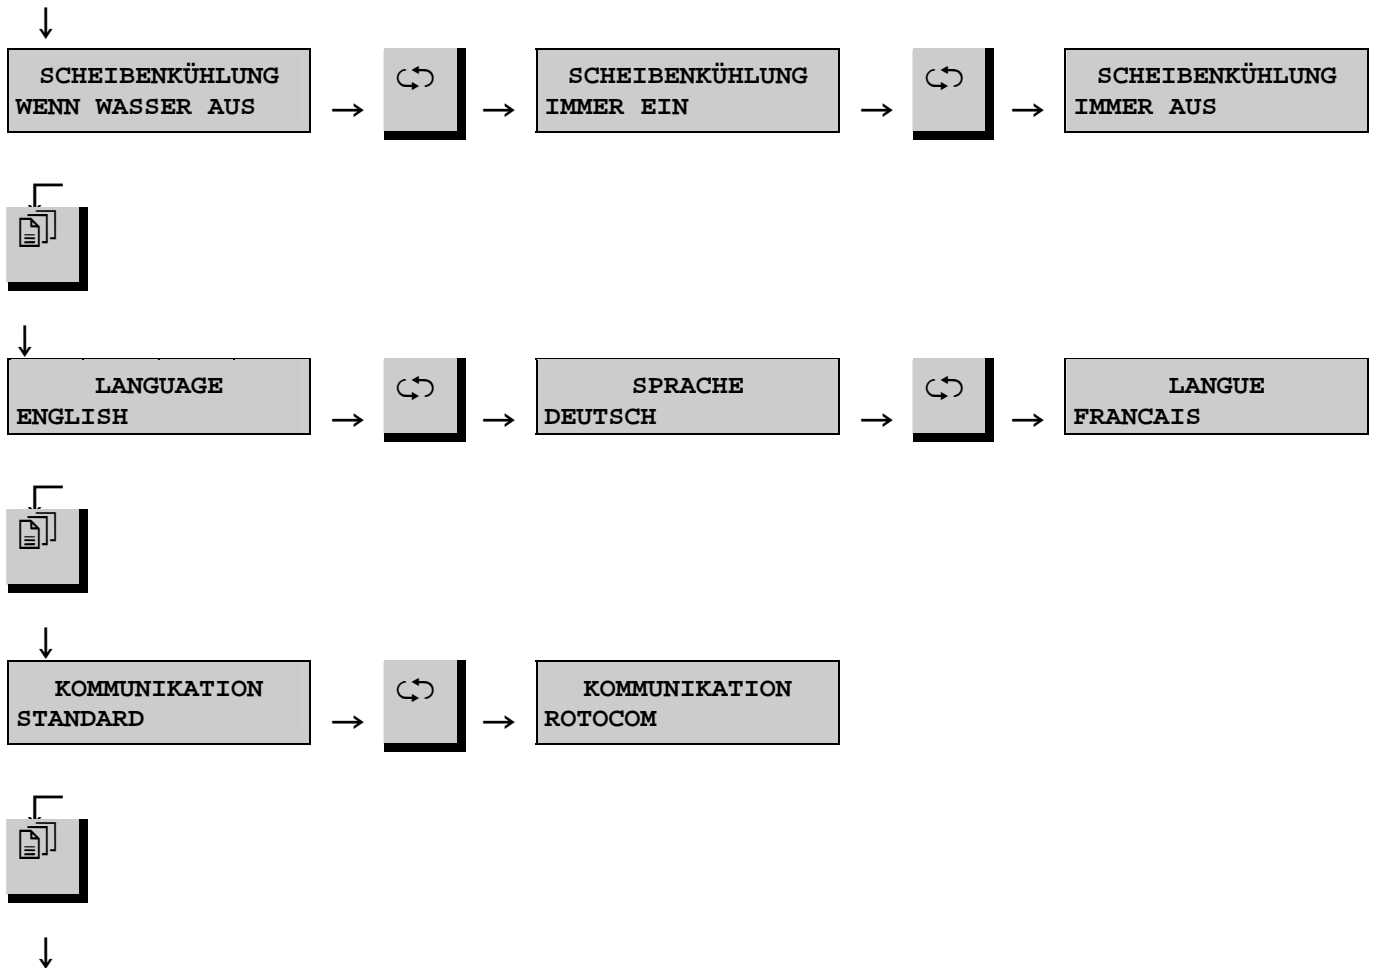 SCHEIBENKÜHLUNG
WENN WASSER AUS
SCHEIBENKÜHLUNG
IMMER EIN
SCHEIBENKÜHLUNG
IMMER AUS
LANGUAGE
ENGLISH
SPRACHE
DEUTSCH
LANGUE
FRANCAIS
KOMMUNIKATION
STANDARD
KOMMUNIKATION
ROTOCOM